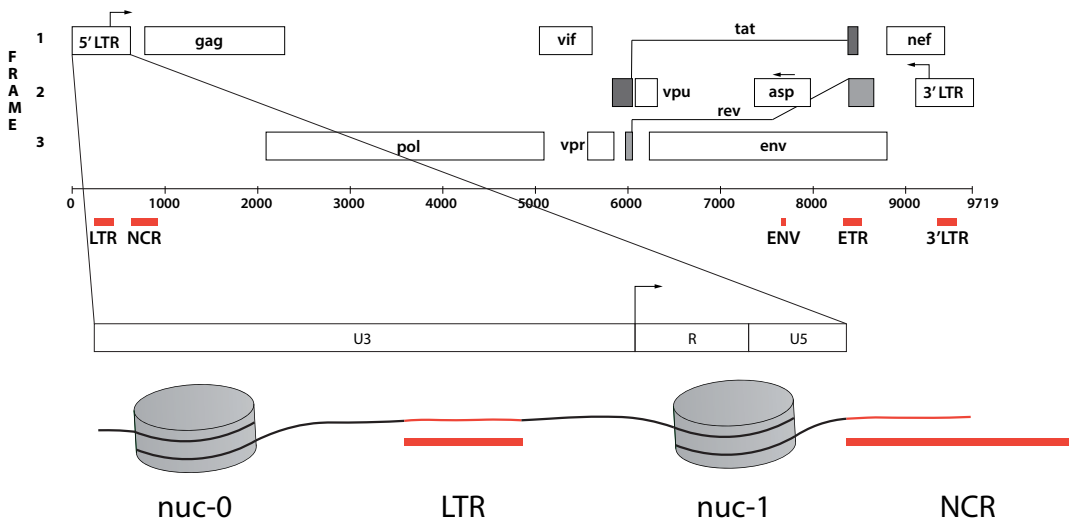 1 5' LTR gag vif tat nef
FRAME
2 vpu asp 3' LTR
rev
3 pol vpr env
0 1000 2000 3000 4000 5000 6000 7000 8000 9000 9719
LTR NCR ENV ETR 3'LTR
U3 R U5
nuc-0 LTR nuc-1 NCR